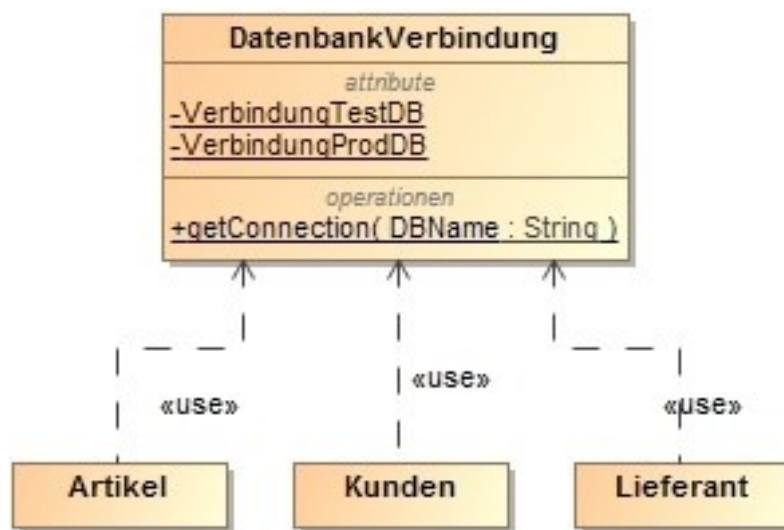 DatenbankVerbindung
attribute
-VerbindungTestDB
-VerbindungProdDB
operationen
+getConnection( DBName : String )
«use» «use» «use»
Artikel Kunden Lieferant